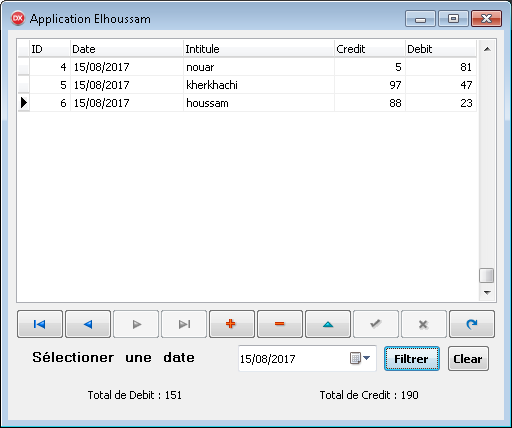 DX Application Elhoussam
ID Date Intitule Credit Debit
4 15/08/2017 nouar 5 81
5 15/08/2017 kherkhachi 97 47
6 15/08/2017 houssam 88 23
Sélectioner une date 15/08/2017 Filtrer Clear
Total de Debit : 151 Total de Credit : 190